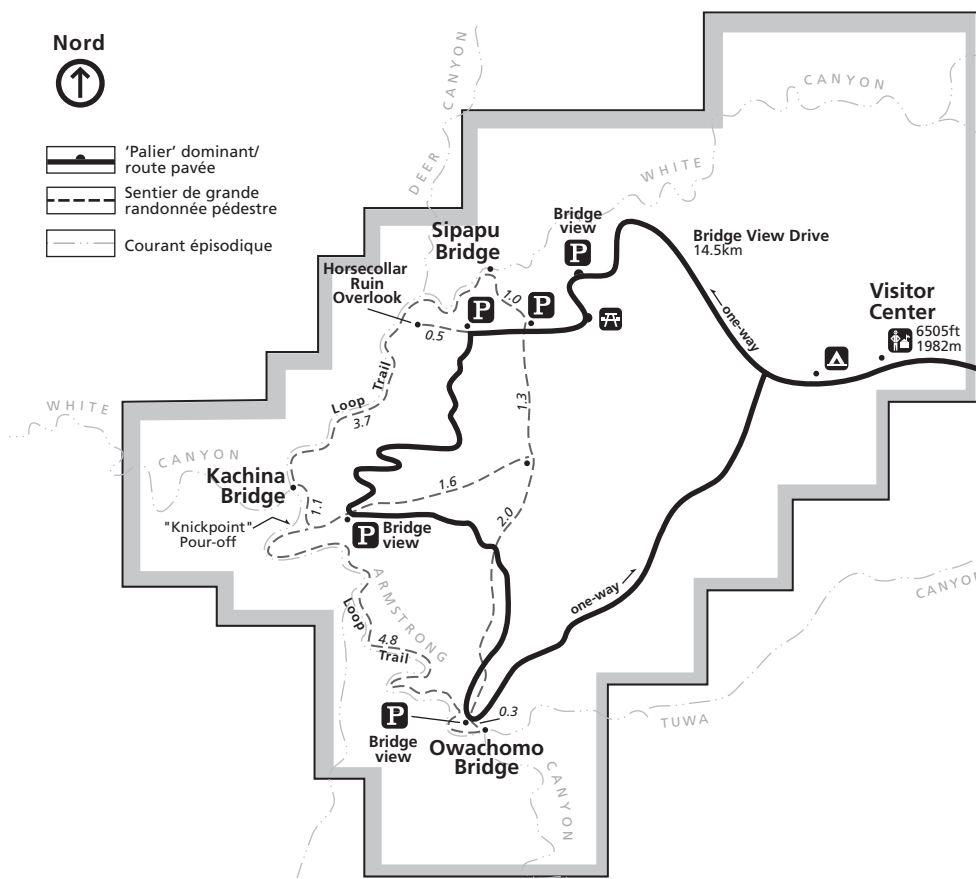 Nord
'Palier' dominant/
route pavée
Sentier de grande
randonnée pédestre
Courant épisodique
DEER CANYON
CANYON
WHITE
Sipapu
Bridge
Bridge
view
P
Bridge View Drive
14.5km
Horsecollar
Ruin
Overlook
P
P
1.0
0.5
one-way
Visitor
Center
6505ft
1982m
Loop Trail
3.7
1.3
WHITE
CANYON
Kachina
Bridge
1.6
1.1
2.0
"Knickpoint"
Pour-off
P
Bridge
view
ARMSTRONG
CANYON
one-way
Loop
4.8
Trail
P
Bridge
view
0.3
Owachomo
Bridge
TUWA
CANYON